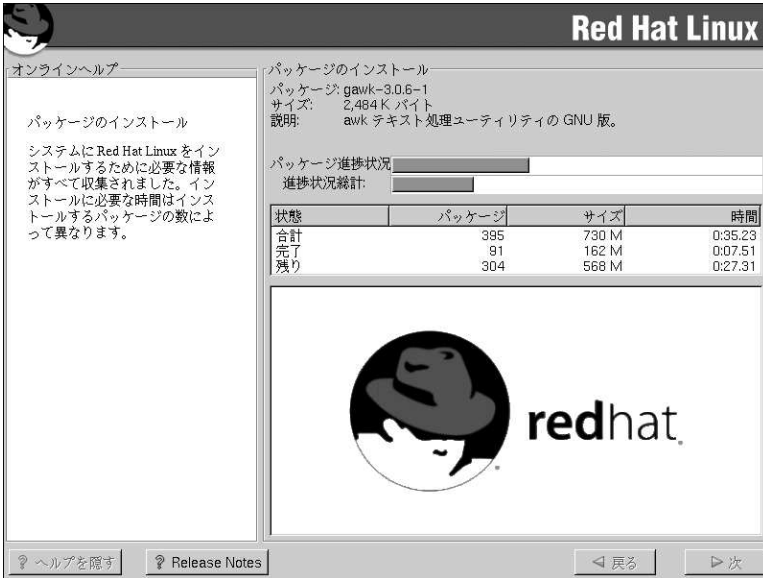 Red Hat Linux
オンラインヘルプ
パッケージのインストール
システムに Red Hat Linux をイン
ストールするために必要な情報
がすべて収集されました。イン
ストールに必要な時間はインス
トールするパッケージの数によ
って異なります。
パッケージのインストール
パッケージ: gawk-3.0.6-1
サイズ: 2,484 K バイト
説明: awk テキスト処理ユーティリティの GNU 版。
パッケージ進捗状況
進捗状況総計:
状態 パッケージ サイズ 時間
合計 395 730 M 0:35.23
完了 91 162 M 0:07.51
残り 304 568 M 0:27.31
redhat.
? ヘルプを隠す
? Release Notes
戻る
次